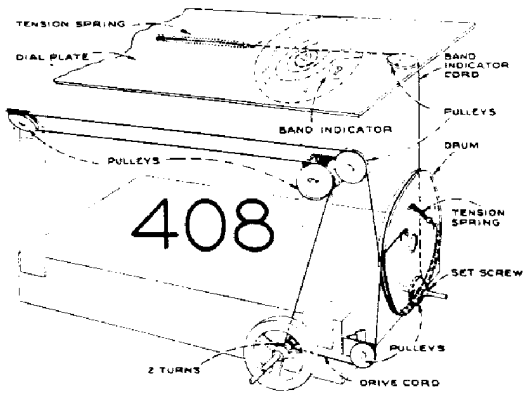 TENSION SPRING
DIAL PLATE
BAND
INDICATOR
CORD
PULLEYS
BAND INDICATOR
DRUM
PULLEYS
408
TENSION
SPRING
SET SCREW
PULLEYS
2 TURNS
DRIVE CORD